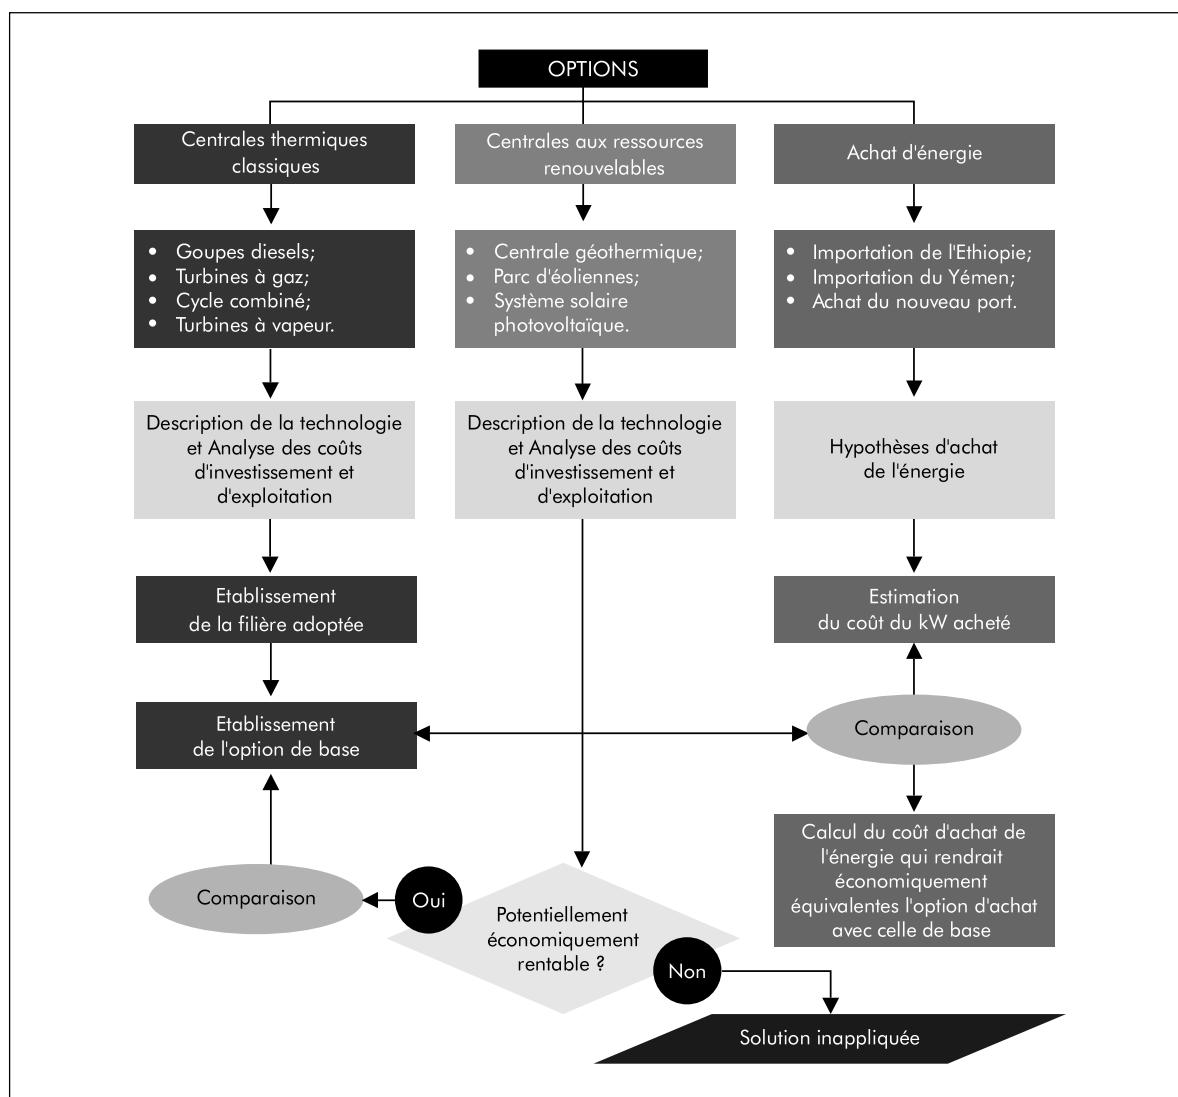 OPTIONS
Centrales thermiques
classiques
Centrales aux ressources
renouvelables
Achat d'énergie
• Goupes diesels;
• Turbines à gaz;
• Cycle combiné;
• Turbines à vapeur.
• Centrale géothermique;
• Parc d'éoliennes;
• Système solaire
photovoltaïque.
• Importation de l'Ethiopie;
• Importation du Yémen;
• Achat du nouveau port.
Description de la technologie
et Analyse des coûts
d'investissement et
d'exploitation
Description de la technologie
et Analyse des coûts
d'investissement et
d'exploitation
Hypothèses d'achat
de l'énergie
Etablissement
de la filière adoptée
Estimation
du coût du kW acheté
Etablissement
de l'option de base
Comparaison
Calcul du coût d'achat de
l'énergie qui rendrait
économiquement
équivalentes l'option d'achat
avec celle de base
Comparaison
Oui
Potentiellement
économiquement
rentable ?
Non
Solution inappliquée